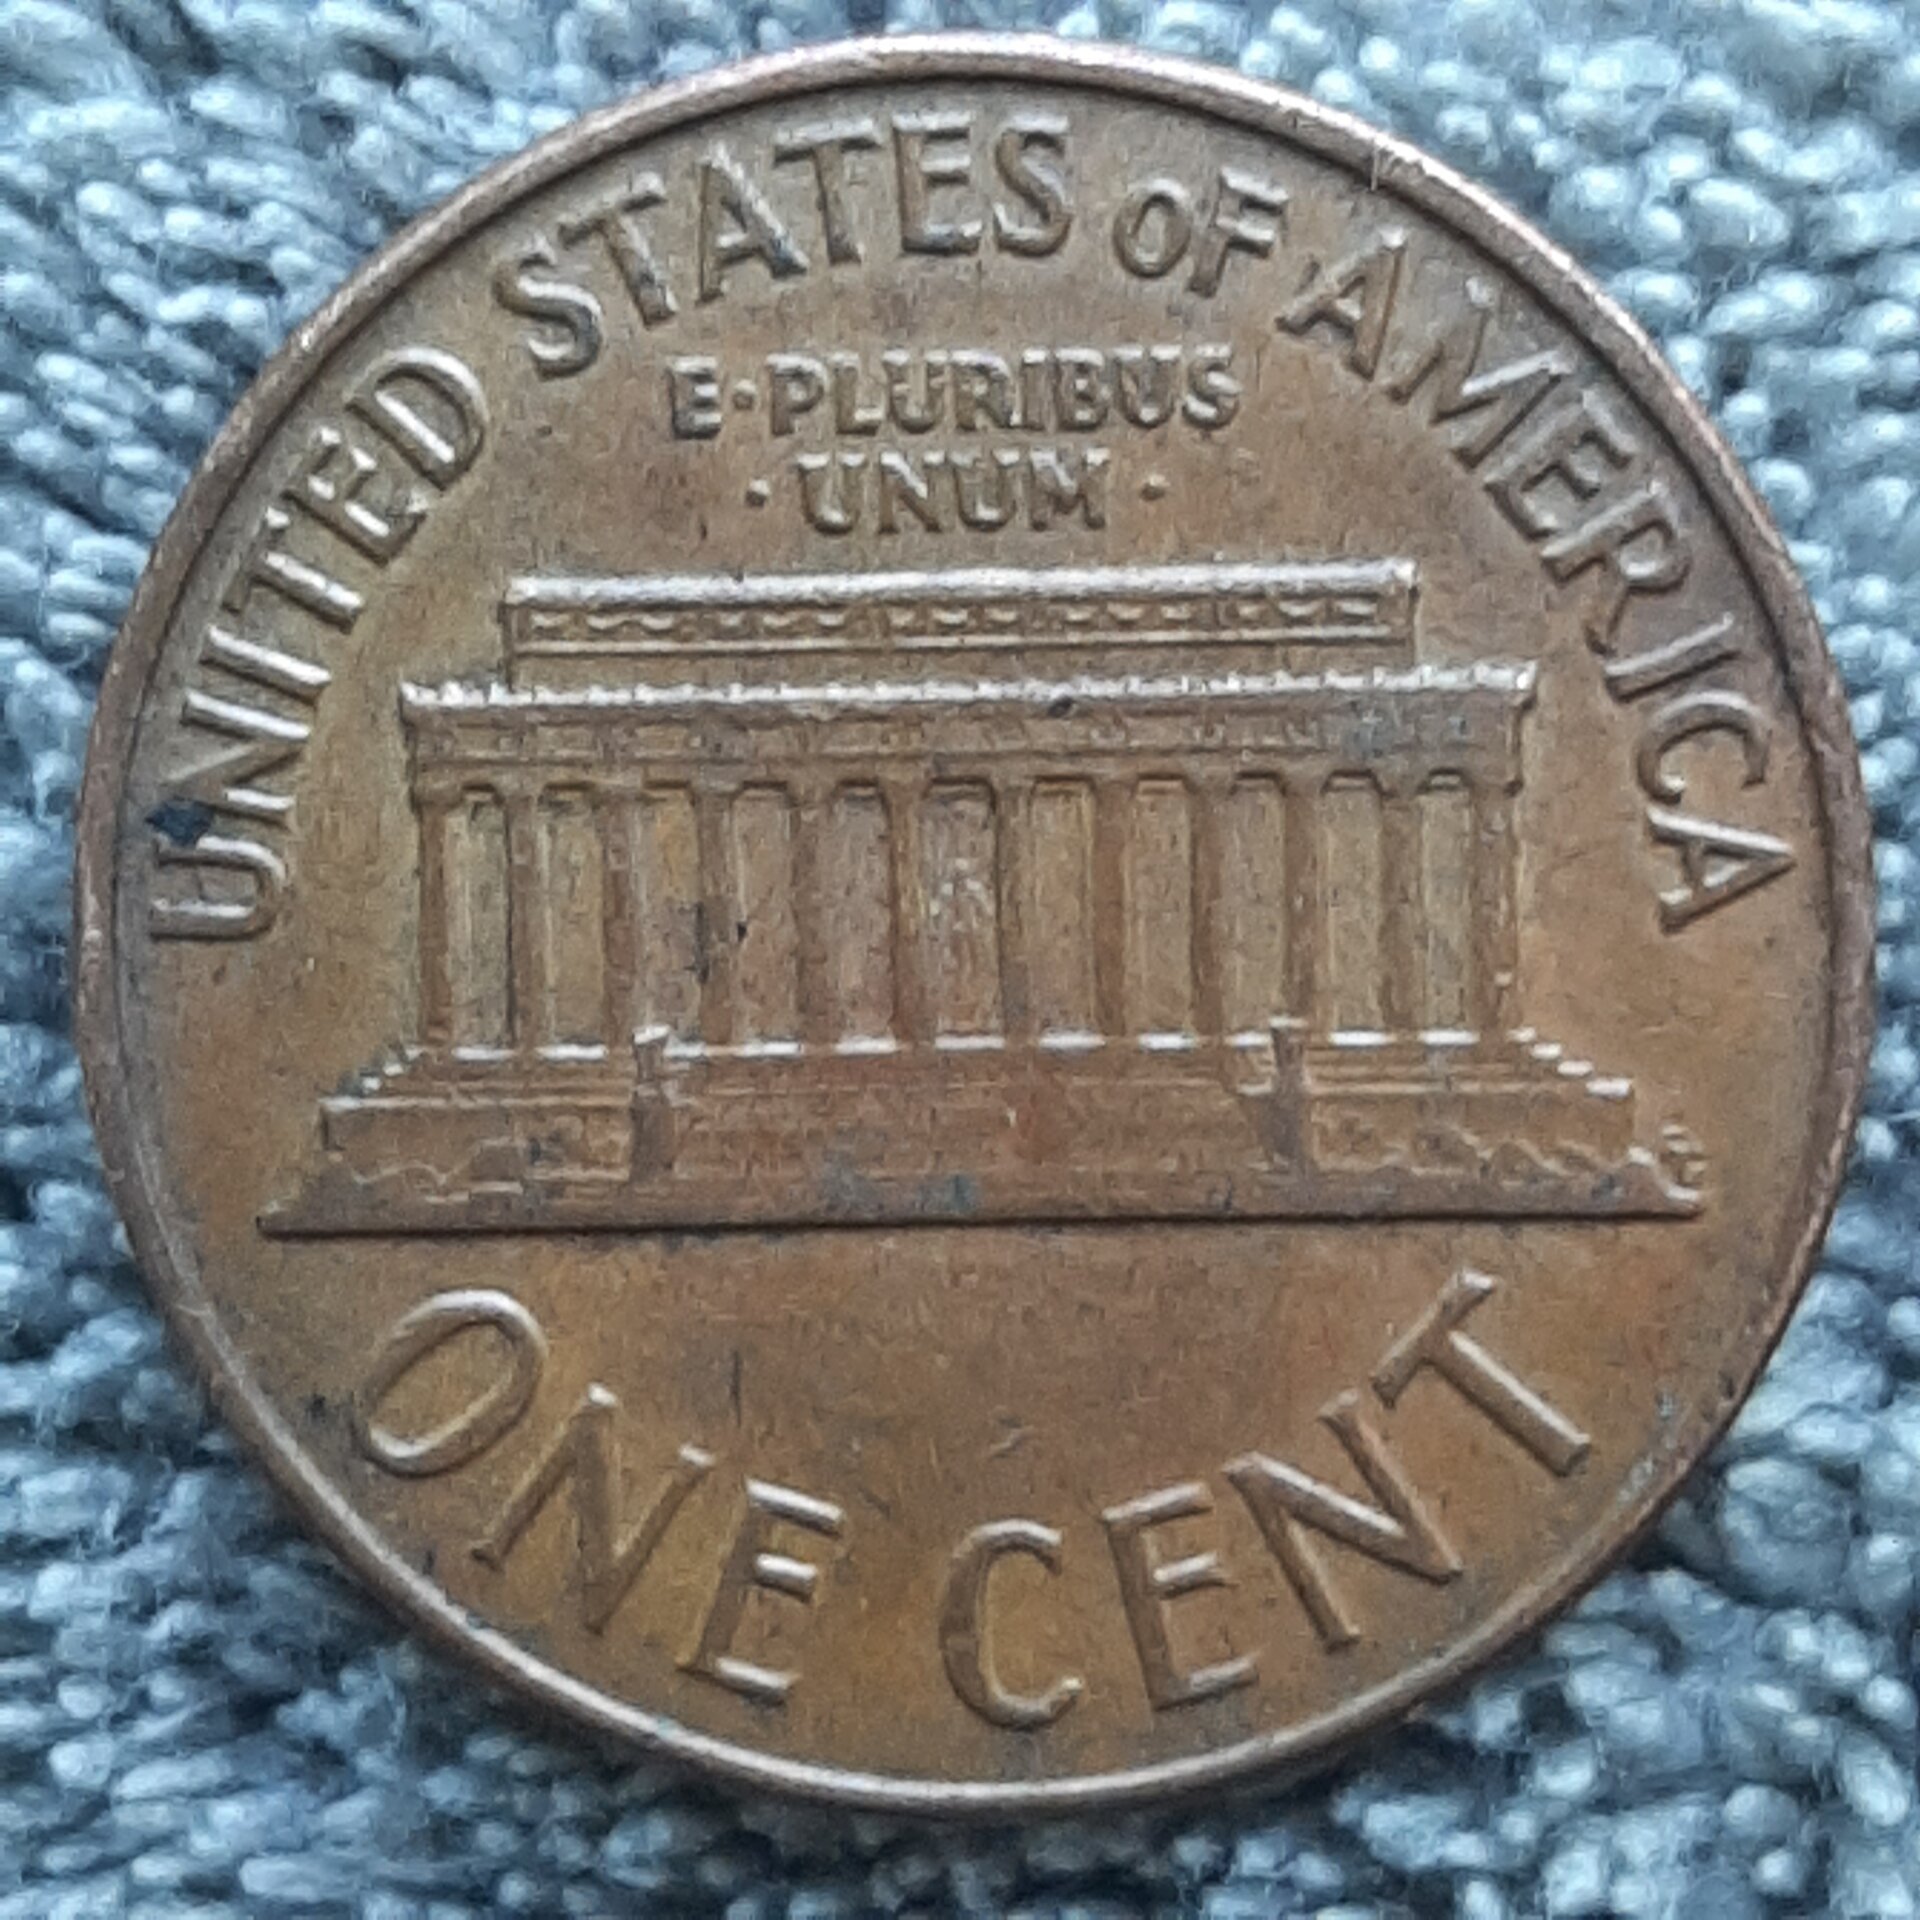 UNITED STATES OF AMERICA
E·PLURIBUS
·UNUM·
ONE CENT